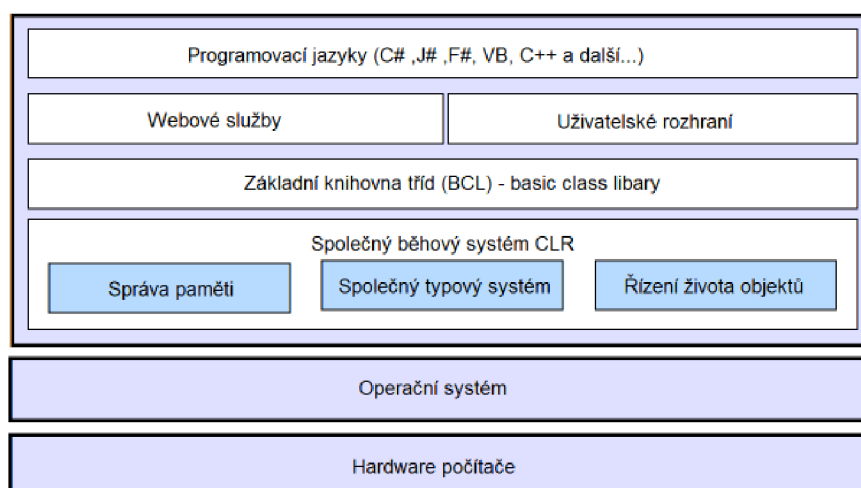 Programovací jazyky (C# ,J# ,F#, VB, C++ a další...)
Webové služby
Uživatelské rozhraní
Základní knihovna tříd (BCL) - basic class libary
Společný běhový systém CLR
Správa paměti
Společný typový systém
Řízení života objektů
Operační systém
Hardware počítače